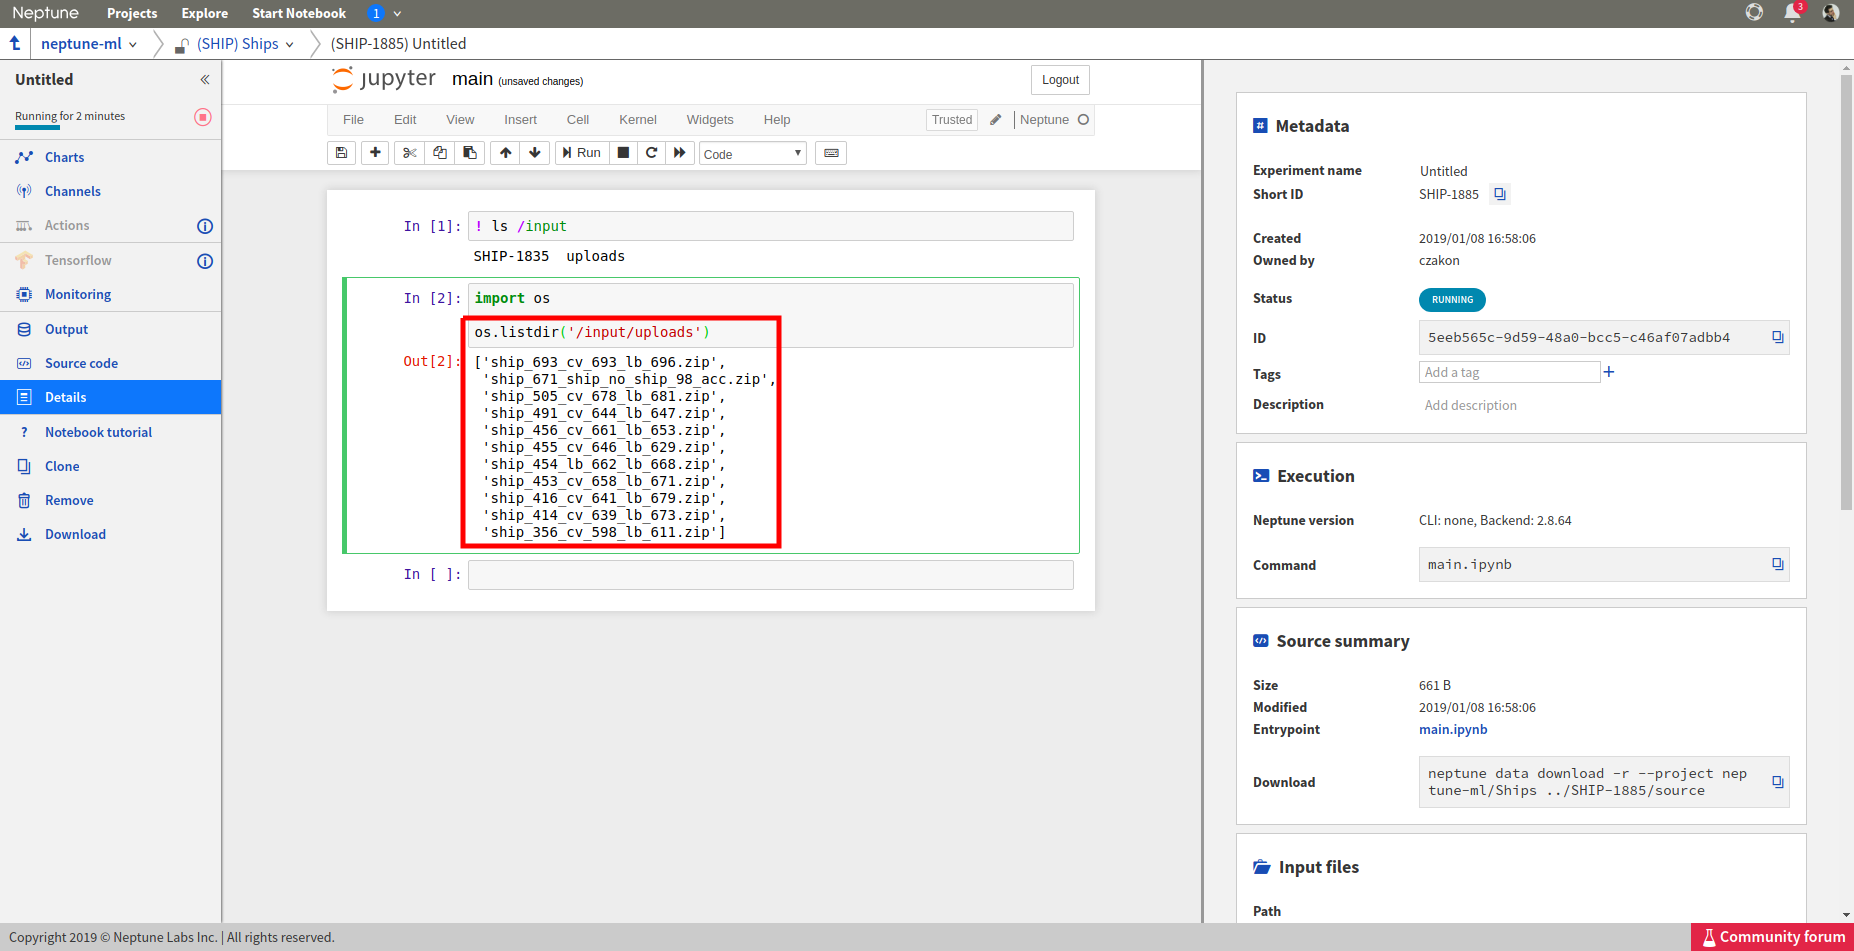 Neptune Projects Explore Start Notebook 1 3
neptune-ml (SHIP) Ships (SHIP-1885) Untitled
Untitled
Running for 2 minutes
Charts
Channels
Actions
Tensorflow
Monitoring
Output
Source code
Details
? Notebook tutorial
Clone
Remove
Download
jupyter main (unsaved changes) Logout
File Edit View Insert Cell Kernel Widgets Help Trusted Neptune
Run Code
In [1]: ! ls /input
SHIP-1835  uploads
In [2]: import os
os.listdir('/input/uploads')
Out[2]: ['ship_693_cv_693_lb_696.zip',
'ship_671_ship_no_ship_98_acc.zip',
'ship_505_cv_678_lb_681.zip',
'ship_491_cv_644_lb_647.zip',
'ship_456_cv_661_lb_653.zip',
'ship_455_cv_646_lb_629.zip',
'ship_454_lb_662_lb_668.zip',
'ship_453_cv_658_lb_671.zip',
'ship_416_cv_641_lb_679.zip',
'ship_414_cv_639_lb_673.zip',
'ship_356_cv_598_lb_611.zip']
In [ ]:
# Metadata
Experiment name Untitled
Short ID SHIP-1885
Created 2019/01/08 16:58:06
Owned by czakon
Status RUNNING
ID 5eeb565c-9d59-48a0-bcc5-c46af07adbb4
Tags Add a tag +
Description Add description
Execution
Neptune version CLI: none, Backend: 2.8.64
Command main.ipynb
Source summary
Size 661 B
Modified 2019/01/08 16:58:06
Entrypoint main.ipynb
Download neptune data download -r --project nep
tune-ml/Ships ../SHIP-1885/source
Input files
Path
Copyright 2019 © Neptune Labs Inc. | All rights reserved. Community forum